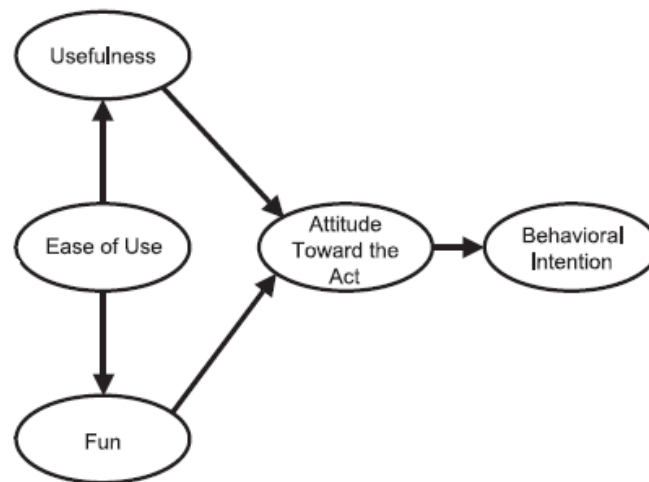 Usefulness
Ease of Use
Attitude
Toward the
Act
Behavioral
Intention
Fun